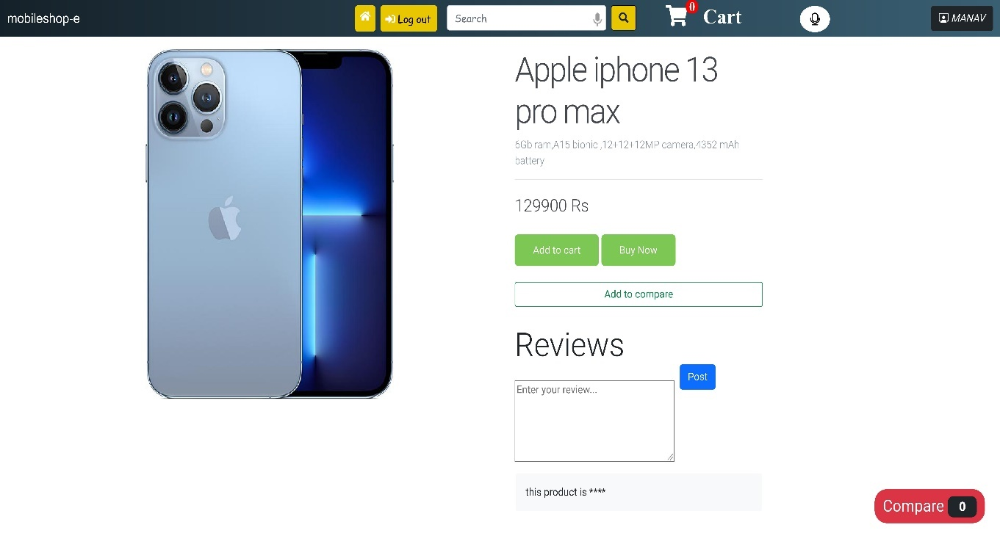 mobileshop-e
Log out
Search
0
Cart
MANAV
Apple iphone 13
pro max
6Gb ram,A15 bionic ,12+12+12MP camera,4352 mAh
battery
129900 Rs
Add to cart
Buy Now
Add to compare
Reviews
Post
Enter your review...
this product is ****
Compare 0